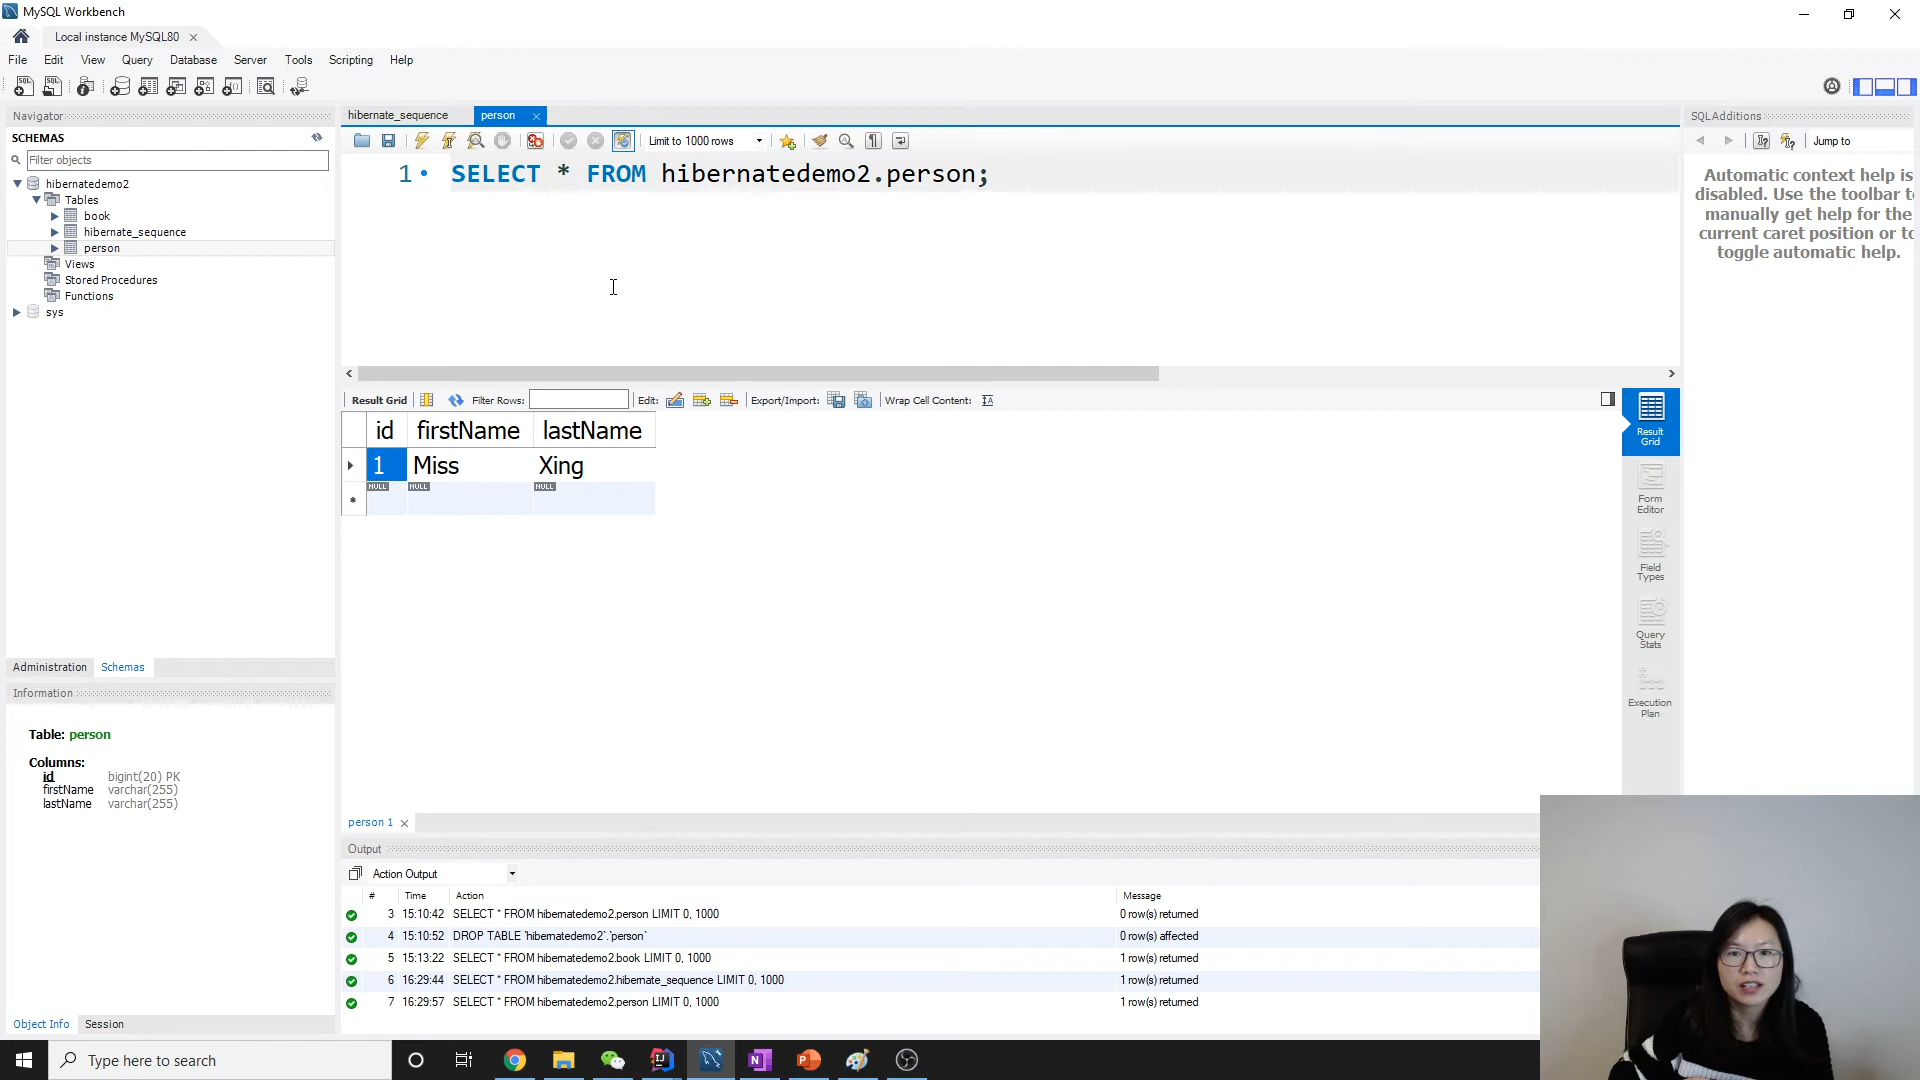 MySQL Workbench
Local instance MySQL80
File Edit View Query Database Server Tools Scripting Help
Navigator
SCHEMAS
Filter objects
hibernatedemo2
Tables
book
hibernate_sequence
person
Views
Stored Procedures
Functions
sys
Administration Schemas
Information
Table: person
Columns:
id bigint(20) PK
firstName varchar(255)
lastName varchar(255)
Object Info Session
hibernate_sequence person
Limit to 1000 rows
1 SELECT * FROM hibernatedemo2.person;
Result Grid Filter Rows: Edit: Export/Import: Wrap Cell Content:
id firstName lastName
1 Miss Xing
NULL NULL NULL
Result Grid
Form Editor
Field Types
Query Stats
Execution Plan
person 1
Output
Action Output
# Time Action Message
3 15:10:42 SELECT * FROM hibernatedemo2.person LIMIT 0, 1000 0 row(s) returned
4 15:10:52 DROP TABLE `hibernatedemo2`.`person` 0 row(s) affected
5 15:13:22 SELECT * FROM hibernatedemo2.book LIMIT 0, 1000 1 row(s) returned
6 16:29:44 SELECT * FROM hibernatedemo2.hibernate_sequence LIMIT 0, 1000 1 row(s) returned
7 16:29:57 SELECT * FROM hibernatedemo2.person LIMIT 0, 1000 1 row(s) returned
SQLAdditions
Jump to
Automatic context help is
disabled. Use the toolbar t
manually get help for the
current caret position or to
toggle automatic help.
Type here to search